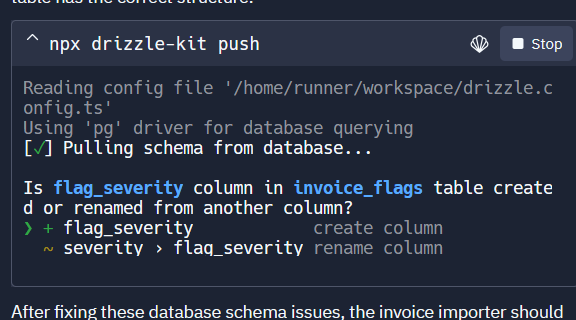 table has the correct structure.
^ npx drizzle-kit push
Stop
Reading config file '/home/runner/workspace/drizzle.c
onfig.ts'
Using 'pg' driver for database querying
[✓] Pulling schema from database...
Is flag_severity column in invoice_flags table create
d or renamed from another column?
❯ + flag_severity create column
~ severity › flag_severity rename column
After fixing these database schema issues, the invoice importer should